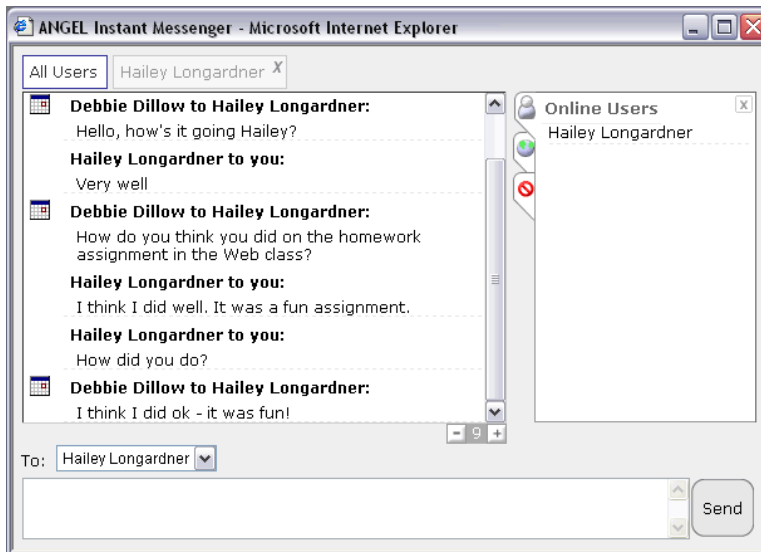 ANGEL Instant Messenger - Microsoft Internet Explorer
All Users
Hailey Longardner X
Debbie Dillow to Hailey Longardner:
Hello, how's it going Hailey?
Hailey Longardner to you:
Very well
Debbie Dillow to Hailey Longardner:
How do you think you did on the homework
assignment in the Web class?
Hailey Longardner to you:
I think I did well. It was a fun assignment.
Hailey Longardner to you:
How did you do?
Debbie Dillow to Hailey Longardner:
I think I did ok - it was fun!
- 9 +
Online Users x
Hailey Longardner
To: Hailey Longardner
Send